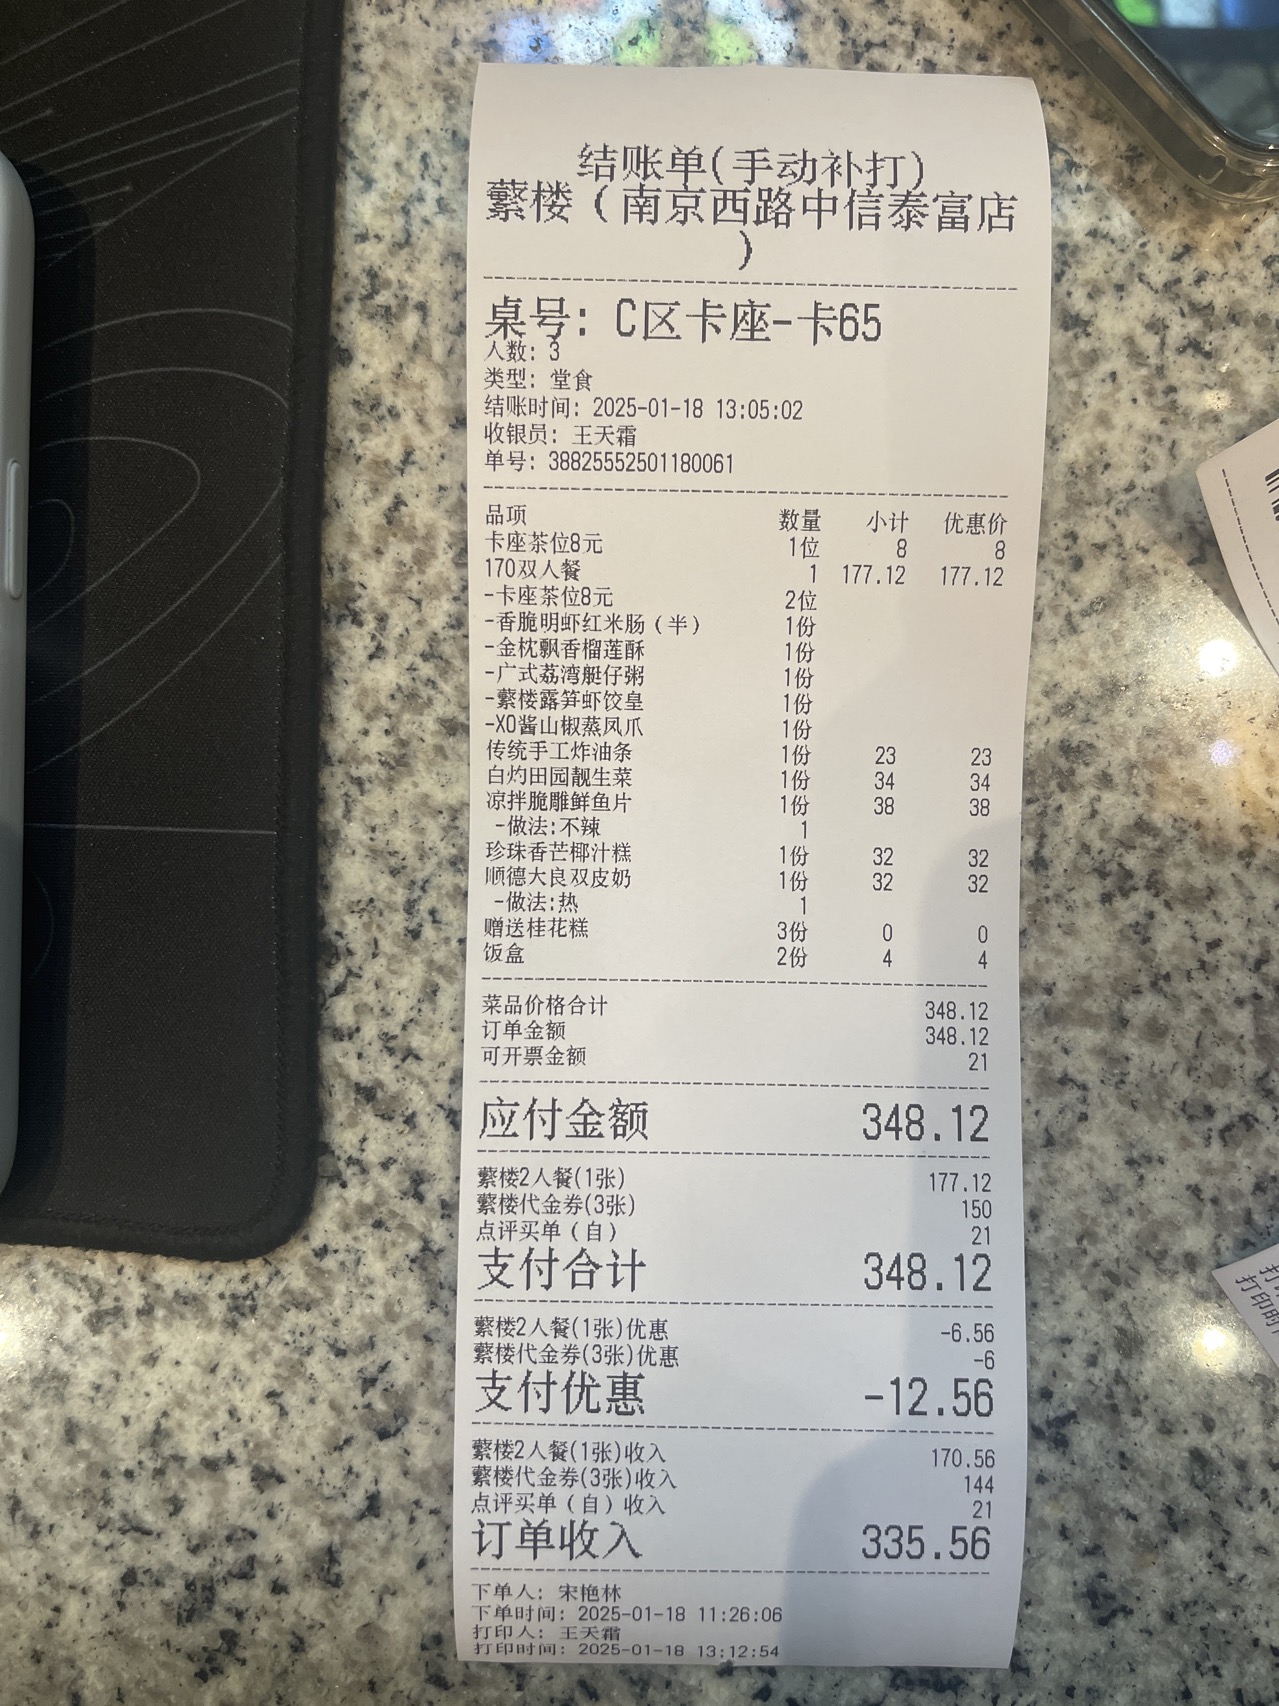 结账单(手动补打)
蘩楼（南京西路中信泰富店
）
桌号: C区卡座-卡65
人数: 3
类型: 堂食
结账时间: 2025-01-18 13:05:02
收银员: 王天霜
单号: 38825552501180061
品项 数量 小计 优惠价
卡座茶位8元 1位 8 8
170双人餐 1 177.12 177.12
-卡座茶位8元 2位
-香脆明虾红米肠（半） 1份
-金枕飘香榴莲酥 1份
-广式荔湾艇仔粥 1份
-蘩楼露笋虾饺皇 1份
-XO酱山椒蒸凤爪 1份
传统手工炸油条 1份 23 23
白灼田园靓生菜 1份 34 34
凉拌脆雕鲜鱼片 1份 38 38
-做法:不辣 1
珍珠香芒椰汁糕 1份 32 32
顺德大良双皮奶 1份 32 32
-做法:热 1
赠送桂花糕 3份 0 0
饭盒 2份 4 4
菜品价格合计 348.12
订单金额 348.12
可开票金额 21
应付金额 348.12
蘩楼2人餐(1张) 177.12
蘩楼代金券(3张) 150
点评买单（自） 21
支付合计 348.12
蘩楼2人餐(1张)优惠 -6.56
蘩楼代金券(3张)优惠 -6
支付优惠 -12.56
蘩楼2人餐(1张)收入 170.56
蘩楼代金券(3张)收入 144
点评买单（自）收入 21
订单收入 335.56
下单人: 宋艳林
下单时间: 2025-01-18 11:26:06
打印人: 王天霜
打印时间: 2025-01-18 13:12:54
打印时